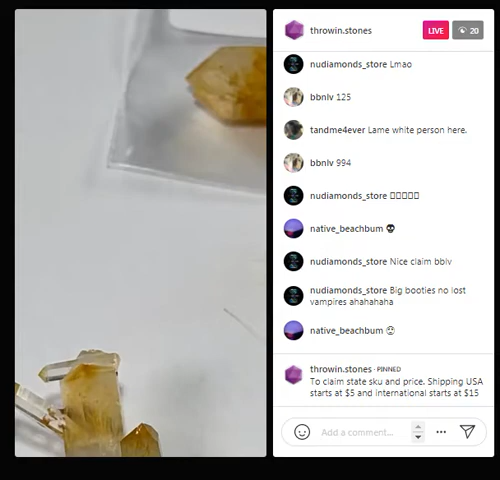 throwin.stones
LIVE
20
nudiamonds_store Lmao
bbnlv 125
tandme4ever Lame white person here.
bbnlv 994
nudiamonds_store
native_beachbum
nudiamonds_store Nice claim bblv
nudiamonds_store Big booties no lost
vampires ahahahaha
native_beachbum
throwin.stones · PINNED
To claim state sku and price. Shipping USA
starts at $5 and international starts at $15
Add a comment...